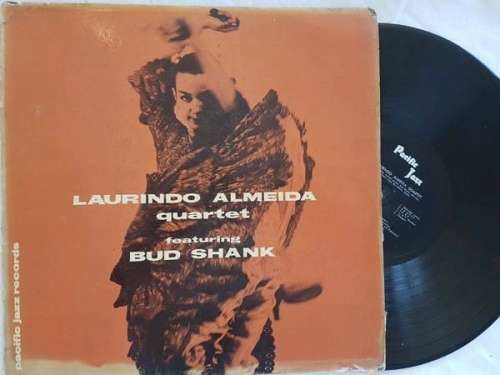 LAURINDO ALMEIDA
quartet
featuring
BUD SHANK
pacific jazz records
Pacific
Jazz